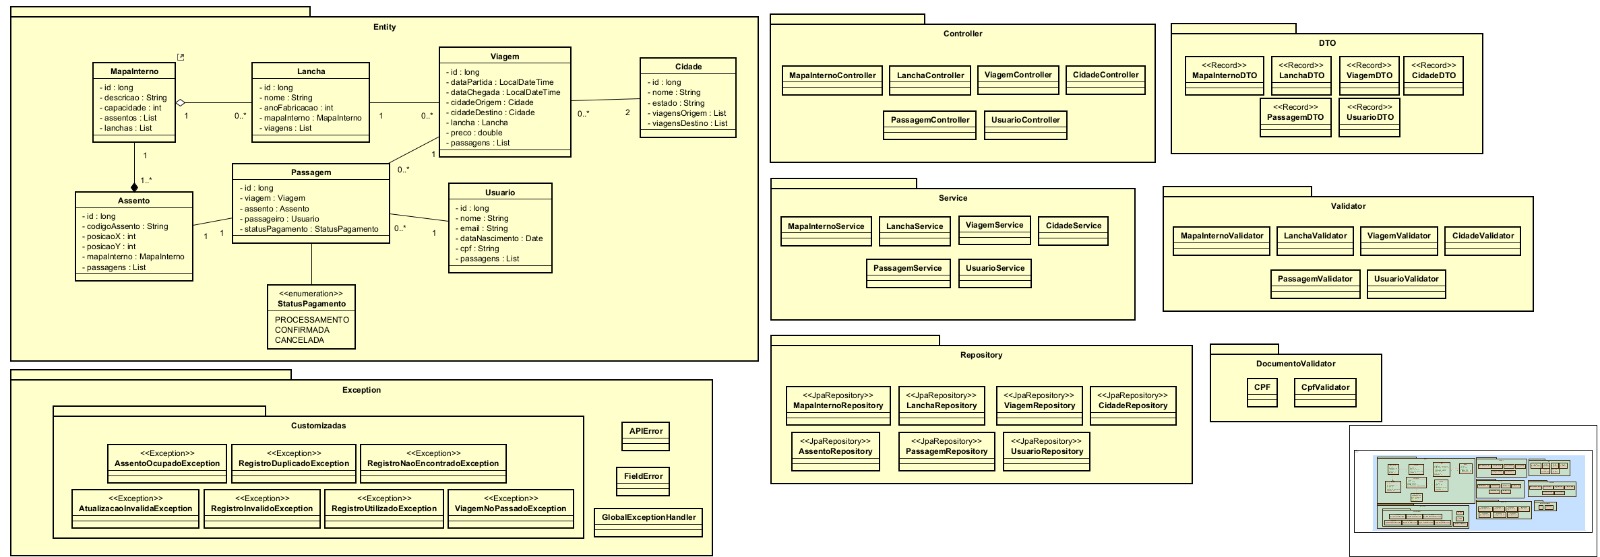 Entity
MapaInterno
- id : long
- descricao : String
- capacidade : int
- assentos : List
- lanchas : List
Lancha
- id : long
- nome : String
- anoFabricacao : int
- mapaInterno : MapaInterno
- viagens : List
Viagem
- id : long
- dataPartida : LocalDateTime
- dataChegada : LocalDateTime
- cidadeOrigem : Cidade
- cidadeDestino : Cidade
- lancha : Lancha
- preco : double
- passagens : List
Cidade
- id : long
- nome : String
- estado : String
- viagensOrigem : List
- viagensDestino : List
1
0..*
1
0..*
0..*
2
1
1..*
1
0..*
Assento
- id : long
- codigoAssento : String
- posicaoX : int
- posicaoY : int
- mapaInterno : MapaInterno
- passagens : List
Passagem
- id : long
- viagem : Viagem
- assento : Assento
- passageiro : Usuario
- statusPagamento : StatusPagamento
Usuario
- id : long
- nome : String
- email : String
- dataNascimento : Date
- cpf : String
- passagens : List
1
1
0..*
1
<<enumeration>>
StatusPagamento
PROCESSAMENTO
CONFIRMADA
CANCELADA
Exception
Customizadas
<<Exception>>
AssentoOcupadoException
<<Exception>>
RegistroDuplicadoException
<<Exception>>
RegistroNaoEncontradoException
<<Exception>>
AtualizacaoInvalidaException
<<Exception>>
RegistroInvalidoException
<<Exception>>
RegistroUtilizadoException
<<Exception>>
ViagemNoPassadoException
APIError
FieldError
GlobalExceptionHandler
Controller
MapaInternoController
LanchaController
ViagemController
CidadeController
PassagemController
UsuarioController
DTO
<<Record>>
MapaInternoDTO
<<Record>>
LanchaDTO
<<Record>>
ViagemDTO
<<Record>>
CidadeDTO
<<Record>>
PassagemDTO
<<Record>>
UsuarioDTO
Service
MapaInternoService
LanchaService
ViagemService
CidadeService
PassagemService
UsuarioService
Validator
MapaInternoValidator
LanchaValidator
ViagemValidator
CidadeValidator
PassagemValidator
UsuarioValidator
Repository
<<JpaRepository>>
MapaInternoRepository
<<JpaRepository>>
LanchaRepository
<<JpaRepository>>
ViagemRepository
<<JpaRepository>>
CidadeRepository
<<JpaRepository>>
AssentoRepository
<<JpaRepository>>
PassagemRepository
<<JpaRepository>>
UsuarioRepository
DocumentoValidator
CPF
CpfValidator